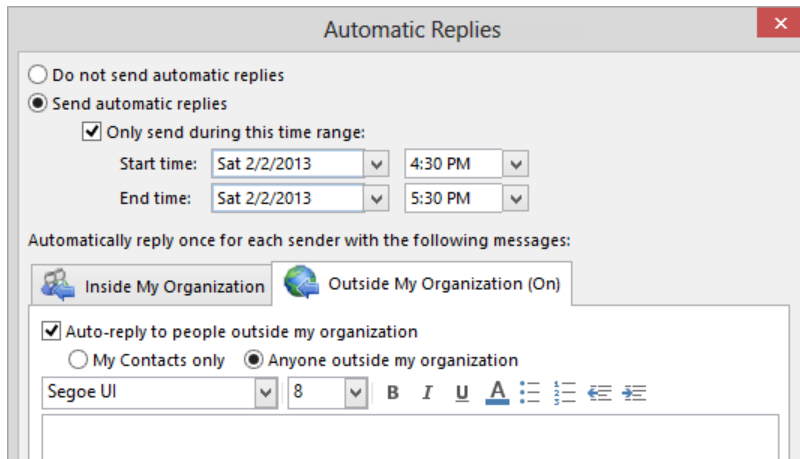 Automatic Replies
Do not send automatic replies
Send automatic replies
Only send during this time range:
Start time: Sat 2/2/2013 4:30 PM
End time: Sat 2/2/2013 5:30 PM
Automatically reply once for each sender with the following messages:
Inside My Organization Outside My Organization (On)
Auto-reply to people outside my organization
My Contacts only Anyone outside my organization
Segoe UI 8 B I U A